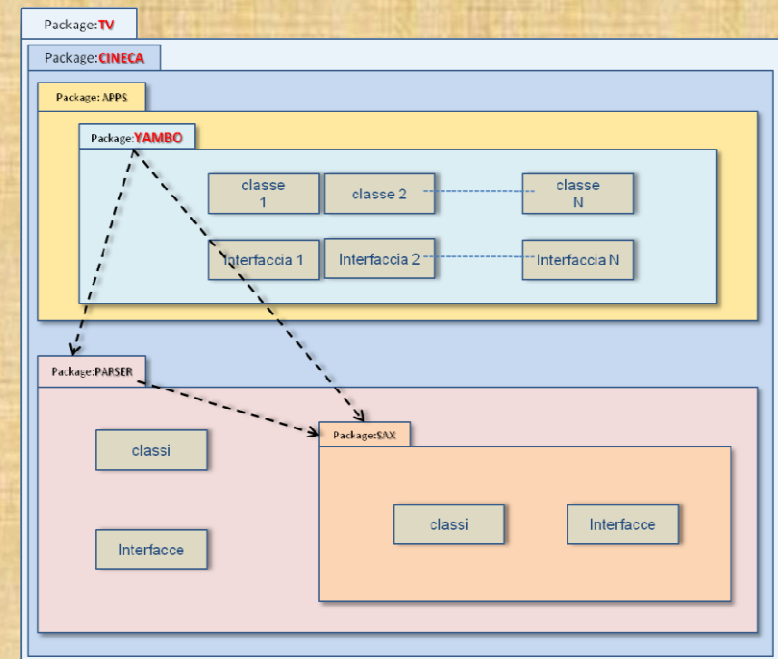 Package:TV
Package:CINECA
Package: APPS
Package:YAMBO
classe
1
classe 2
classe
N
Interfaccia 1
Interfaccia 2
Interfaccia N
Package:PARSER
classi
Interfacce
Package:SAX
classi
Interfacce